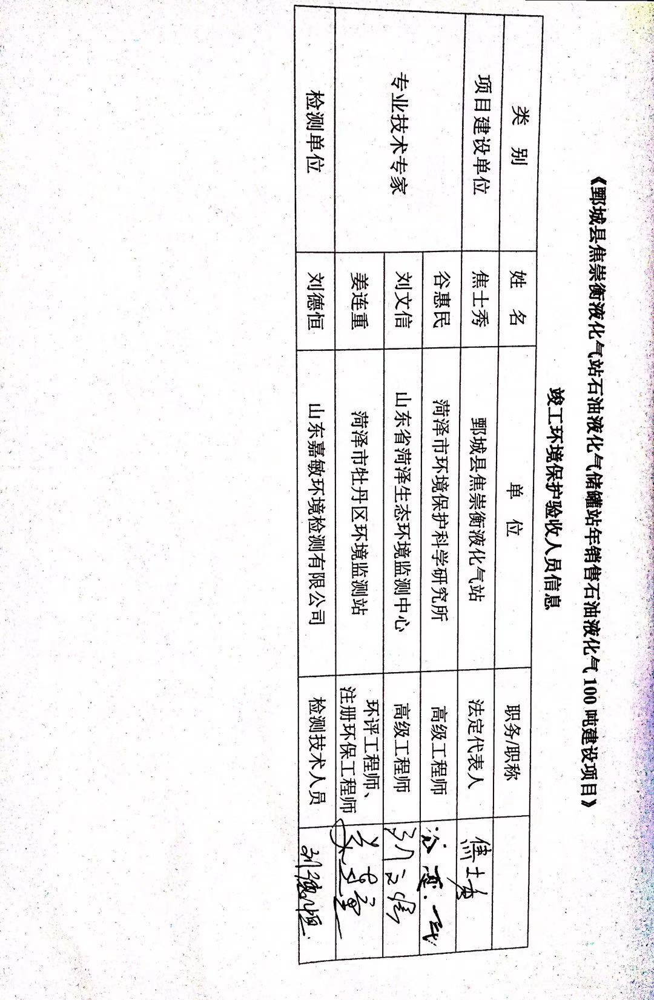 《鄄城县焦崇衡液化气站石油液化气储罐站年销售石油液化气100吨建设项目》
竣工环境保护验收人员信息
类 别 姓 名 单 位 职务/职称
项目建设单位 焦士秀 鄄城县焦崇衡液化气站 法定代表人 焦士秀
专业技术专家 谷惠民 菏泽市环境保护科学研究所 高级工程师 谷惠民
刘文信 山东省菏泽生态环境监测中心 高级工程师 刘文信
姜连重 菏泽市牡丹区环境监测站 环评工程师、
注册环保工程师 姜连重
检测单位 刘德恒 山东嘉敏环境检测有限公司 检测技术人员 刘德恒